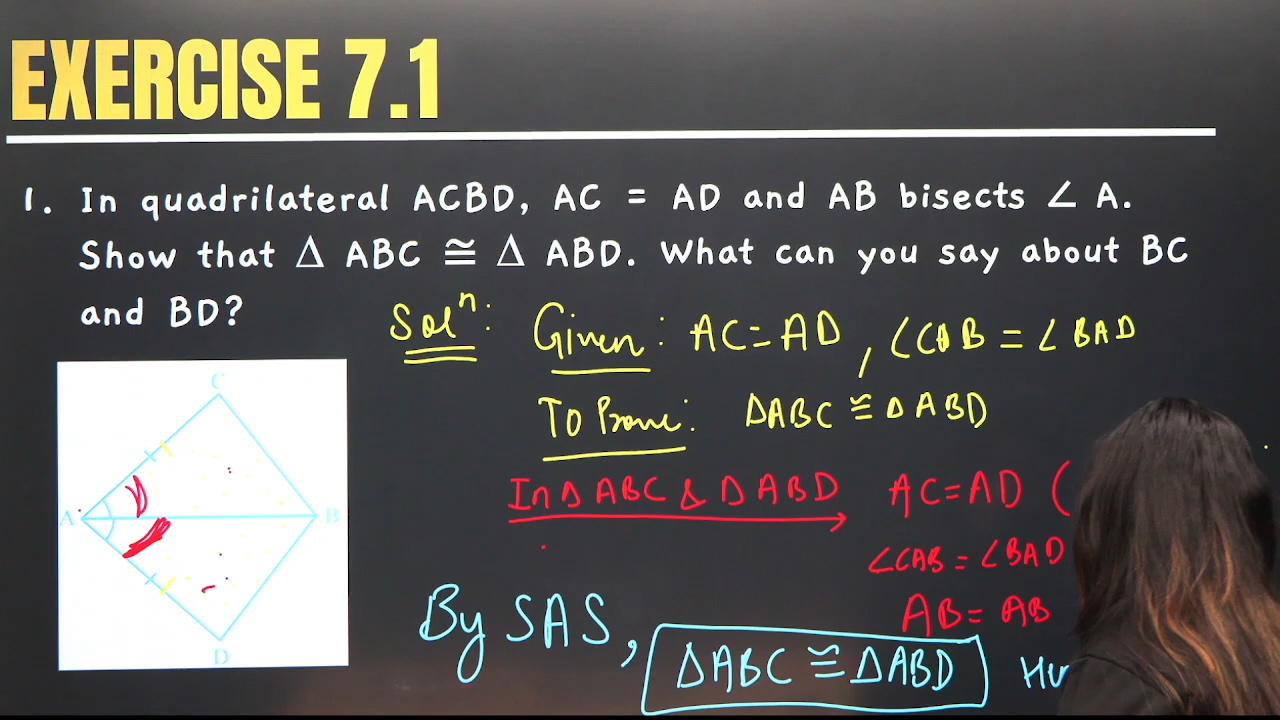 EXERCISE 7.1
1. In quadrilateral ACBD, AC = AD and AB bisects ∠ A.
Show that Δ ABC ≅ Δ ABD. What can you say about BC
and BD?
Solⁿ: Given: AC=AD, ∠CAB = ∠BAD
To Prove: ΔABC ≅ ΔABD
In Δ ABC & Δ ABD AC=AD (
∠CAB = ∠BAD
AB = AB
By SAS, ΔABC ≅ ΔABD
C
A
B
D